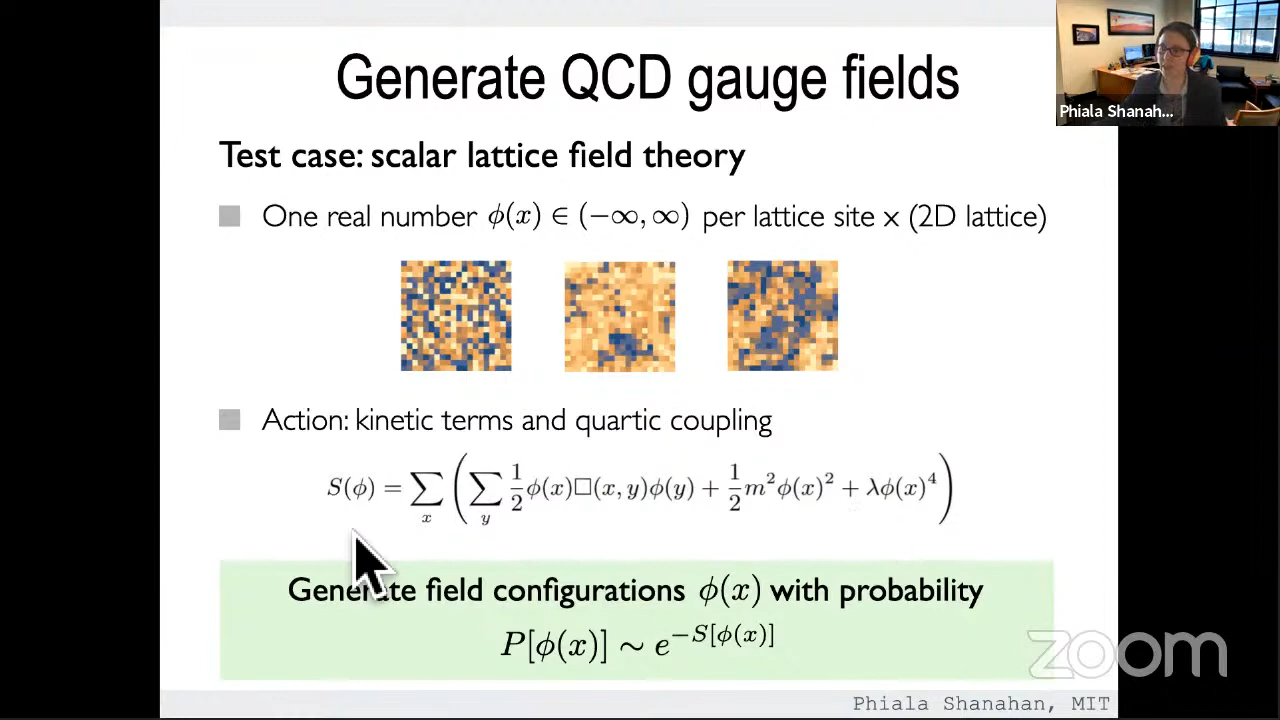 Generate QCD gauge fields
Phiala Shanah...
Test case: scalar lattice field theory
One real number ϕ(x) ∈ (−∞, ∞) per lattice site x (2D lattice)
Action: kinetic terms and quartic coupling
S(ϕ) = ∑_x ( ∑_y 1/2 ϕ(x)□(x, y)ϕ(y) + 1/2 m²ϕ(x)² + λϕ(x)⁴ )
Generate field configurations ϕ(x) with probability
P[ϕ(x)] ∼ e^{−S[ϕ(x)]}
zoom
Phiala Shanahan, MIT